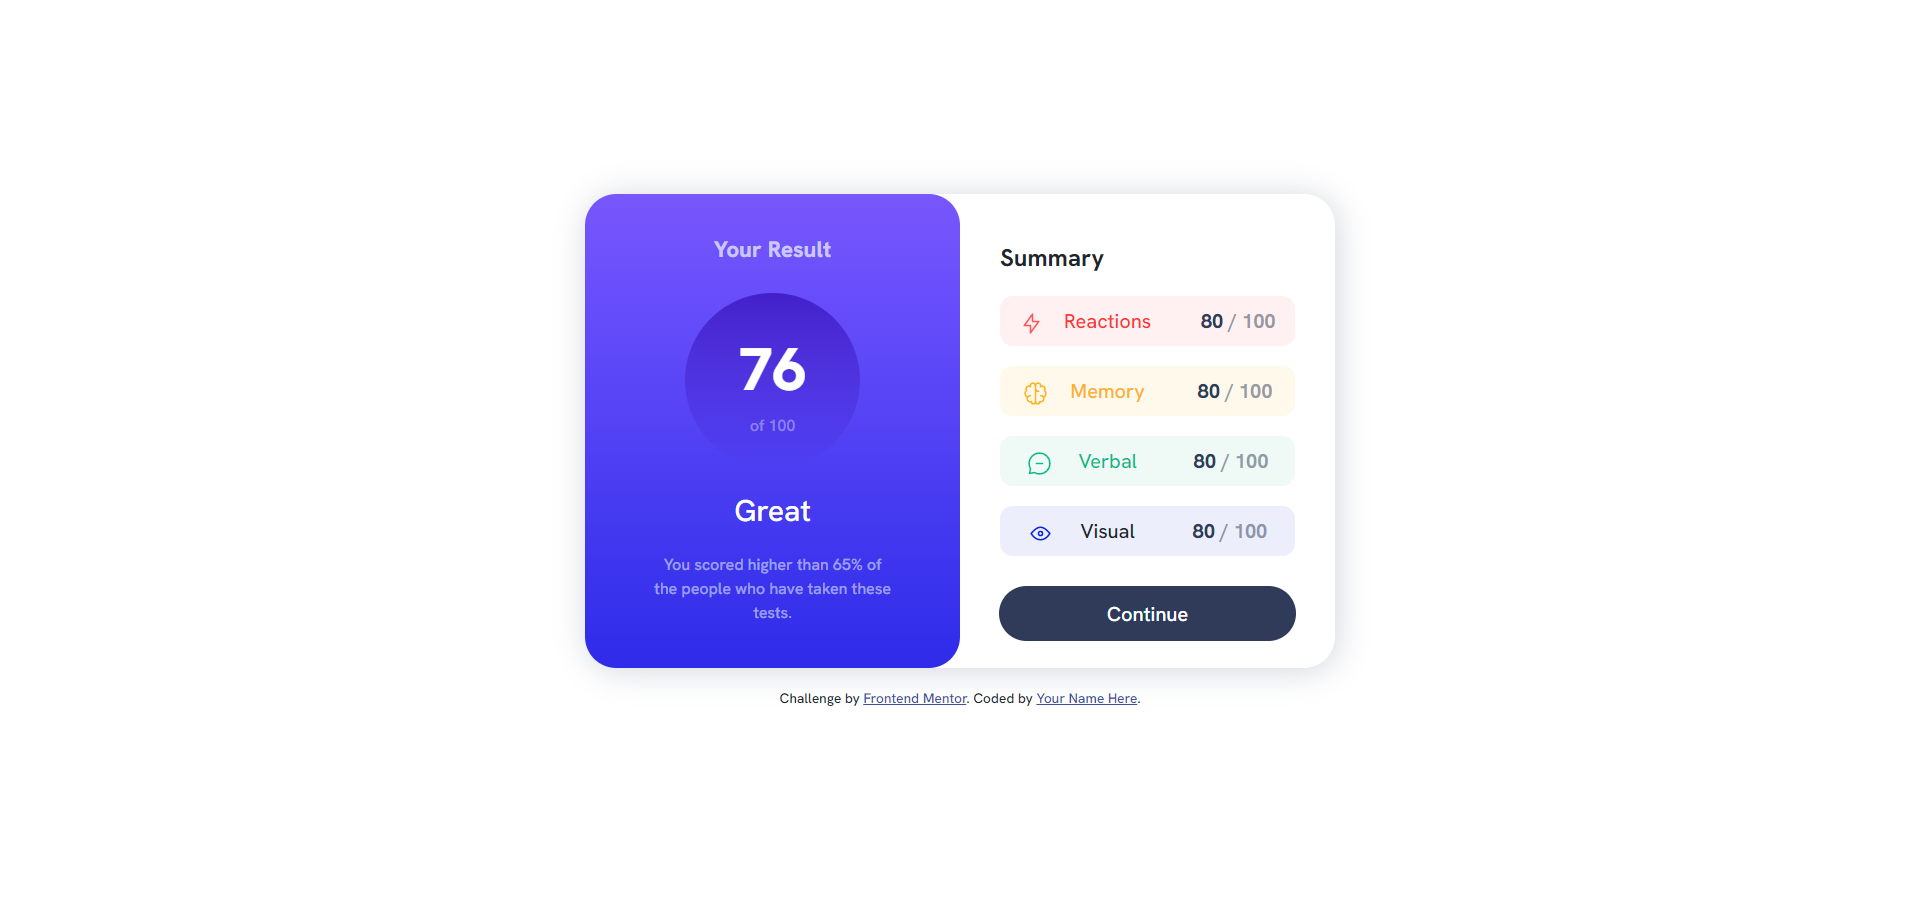 Your Result
76
of 100
Great
You scored higher than 65% of
the people who have taken these
tests.
Summary
Reactions 80 / 100
Memory 80 / 100
Verbal 80 / 100
Visual 80 / 100
Continue
Challenge by Frontend Mentor. Coded by Your Name Here.